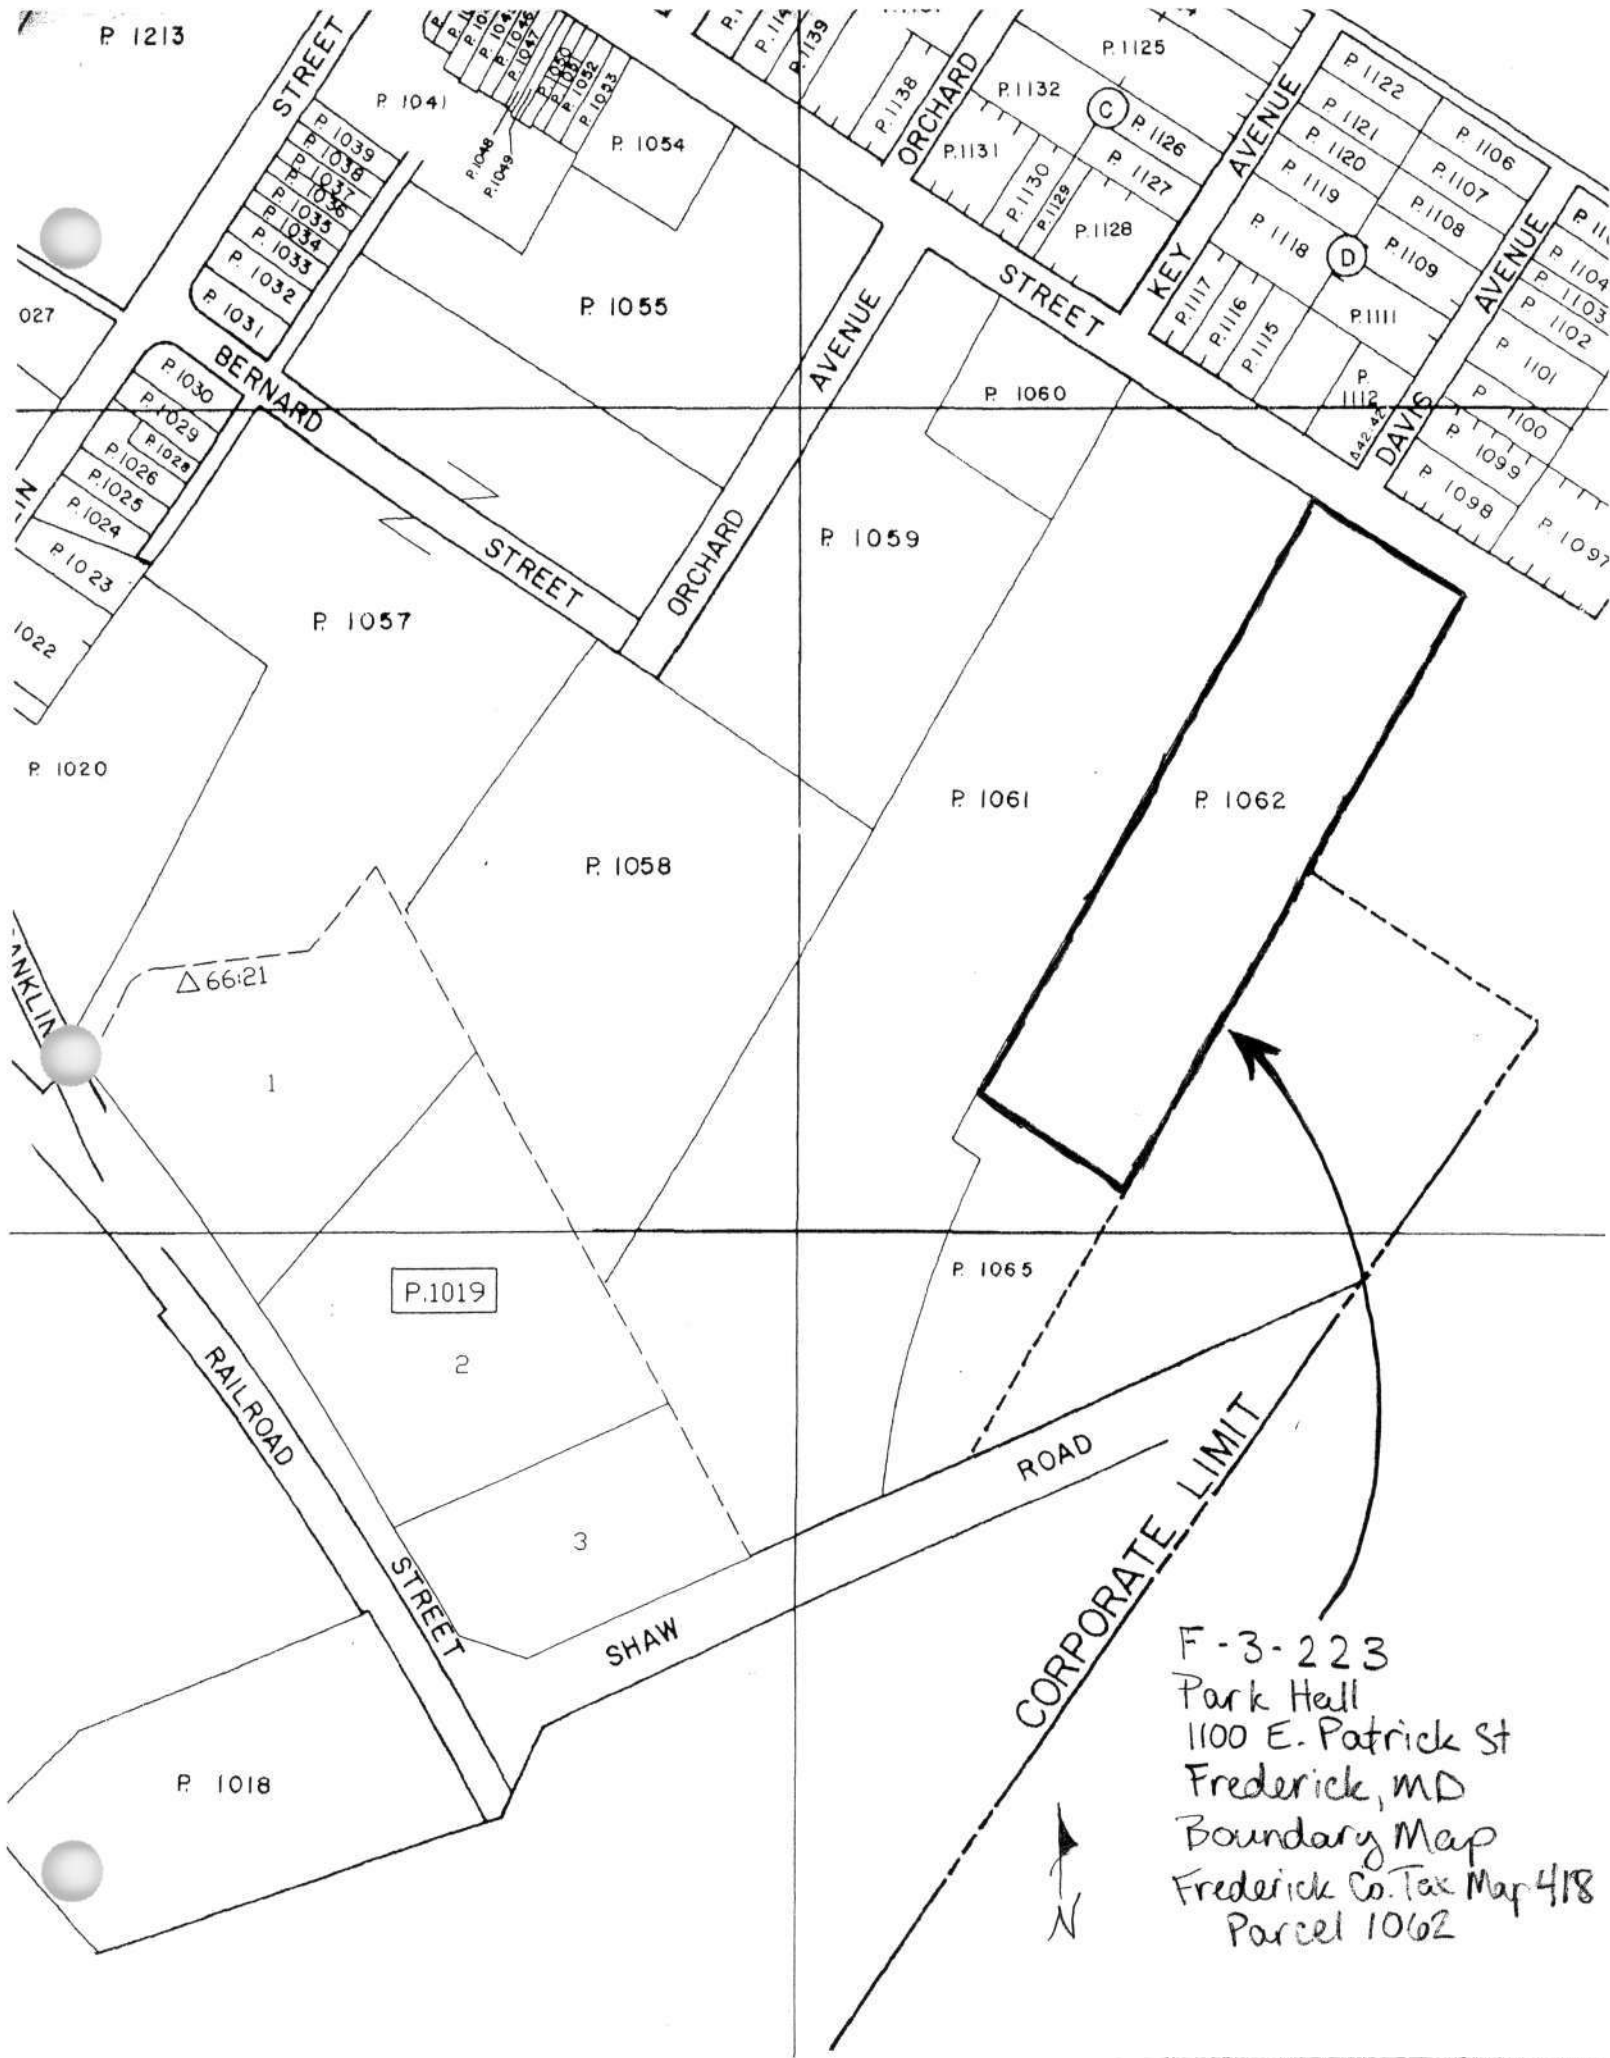 P. 1213
STREET
P. 1041
P. 1047
P. 1050
P. 1052
P. 1053
P. 1048
P. 1049
P. 1054
P. 1039
P. 1038
P. 1037
P. 1036
P. 1035
P. 1034
P. 1033
P. 1032
P. 1031
P. 1139
P. 1138
ORCHARD
P. 1125
P. 1132
C
P. 1126
P. 1127
P. 1131
P. 1130
P. 1129
P. 1128
KEY
AVENUE
P. 1122
P. 1121
P. 1120
P. 1119
P. 1118
D
P. 1117
P. 1116
P. 1115
P. 1106
P. 1107
P. 1108
P. 1109
P. 1111
P.
1112
Δ42:42
DAVIS
AVENUE
P. 1104
P. 1103
P. 1102
P. 1101
P. 1100
P. 1099
P. 1098
P. 1097
027
P. 1055
AVENUE
STREET
P. 1060
BERNARD
STREET
P. 1030
P. 1029
P. 1028
P. 1026
P. 1025
P. 1024
P. 1023
1022
P. 1057
ORCHARD
P. 1059
P. 1020
P. 1058
P. 1061
P. 1062
ANKLIN
Δ 66:21
1
P.1019
2
3
P. 1065
RAILROAD
STREET
SHAW
ROAD
CORPORATE LIMIT
P. 1018
N
F-3-223
Park Hall
1100 E. Patrick St
Frederick, MD
Boundary Map
Frederick Co. Tax Map 418
Parcel 1062